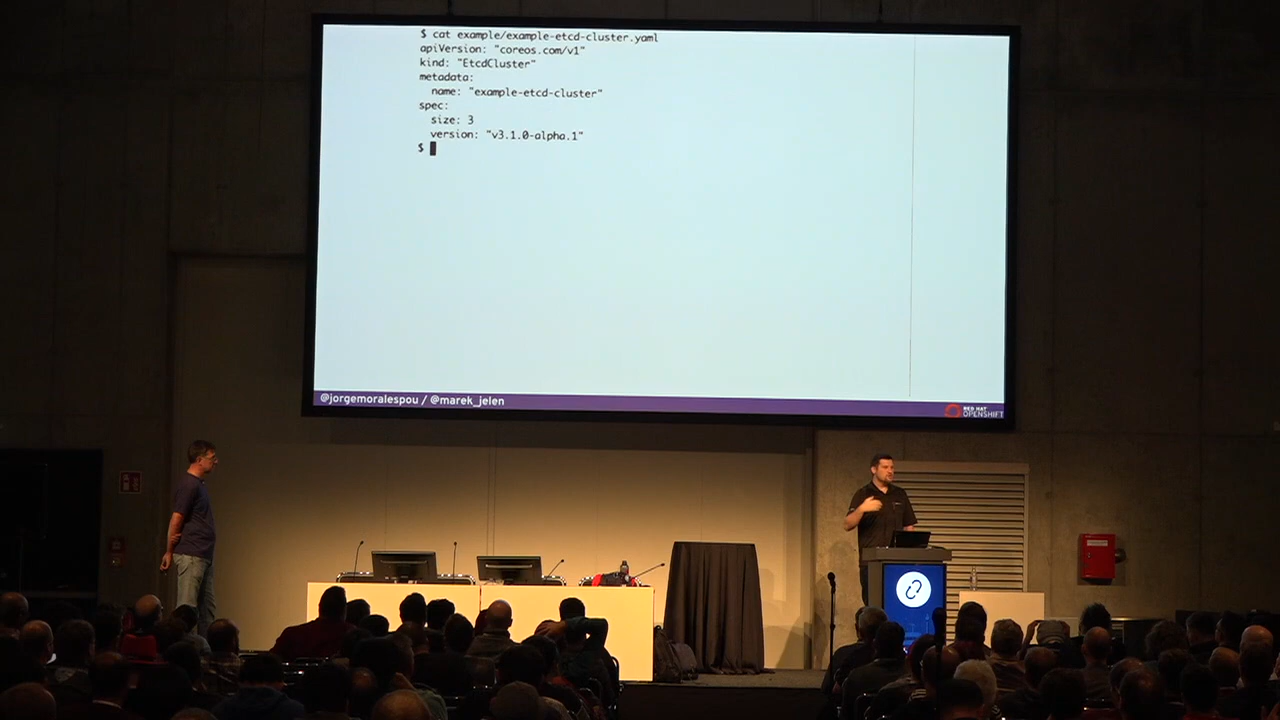 $ cat example/example-etcd-cluster.yaml
apiVersion: "coreos.com/v1"
kind: "EtcdCluster"
metadata:
  name: "example-etcd-cluster"
spec:
  size: 3
  version: "v3.1.0-alpha.1"
$
@jorgemoralespou / @marek_jelen
RED HAT
OPENSHIFT